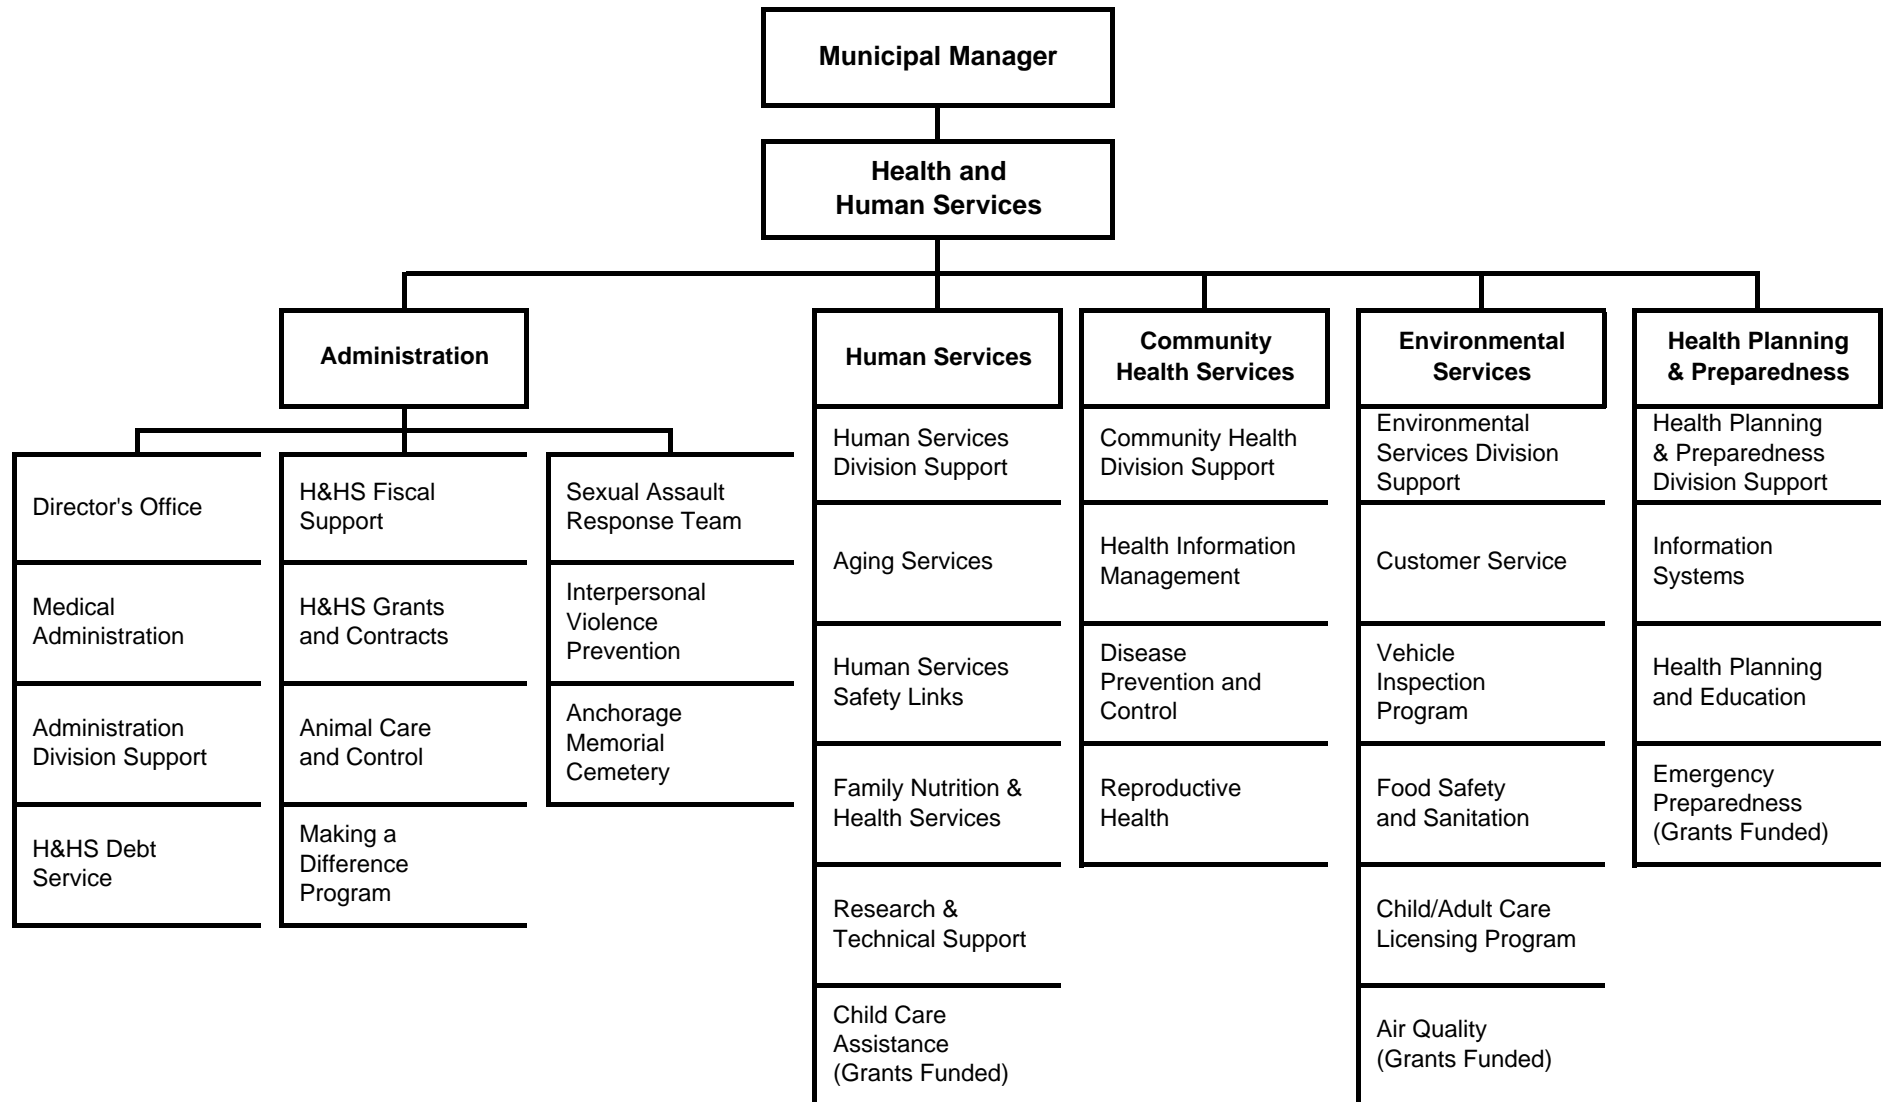 Municipal Manager
Health and
Human Services
Administration
Human Services
Community
Health Services
Environmental
Services
Health Planning
& Preparedness
Director's Office
Medical
Administration
Administration
Division Support
H&HS Debt
Service
H&HS Fiscal
Support
H&HS Grants
and Contracts
Animal Care
and Control
Making a
Difference
Program
Sexual Assault
Response Team
Interpersonal
Violence
Prevention
Anchorage
Memorial
Cemetery
Human Services
Division Support
Aging Services
Human Services
Safety Links
Family Nutrition &
Health Services
Research &
Technical Support
Child Care
Assistance
(Grants Funded)
Community Health
Division Support
Health Information
Management
Disease
Prevention and
Control
Reproductive
Health
Environmental
Services Division
Support
Customer Service
Vehicle
Inspection
Program
Food Safety
and Sanitation
Child/Adult Care
Licensing Program
Air Quality
(Grants Funded)
Health Planning
& Preparedness
Division Support
Information
Systems
Health Planning
and Education
Emergency
Preparedness
(Grants Funded)